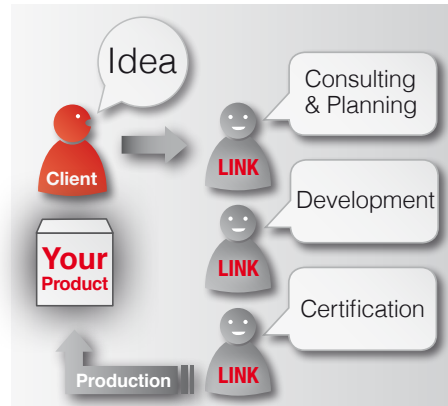 Idea
Consulting
& Planning
Client
LINK
Development
Your
Product
LINK
Certification
Production
LINK